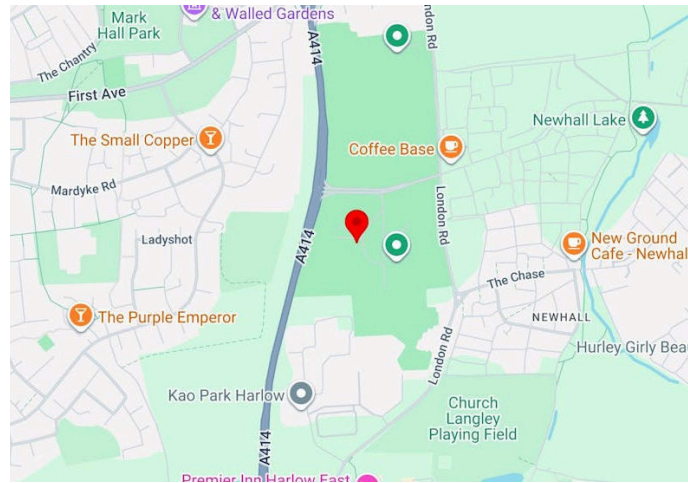 Mark
Hall Park
& Walled Gardens
The Chantry
First Ave
A414
London Rd
The Small Copper
Coffee Base
Newhall Lake
Mardyke Rd
London Rd
Ladyshot
A414
New Ground
Cafe - Newhall
The Chase
The Purple Emperor
NEWHALL
London Rd
Hurley Girly Beau
Kao Park Harlow
Church
Langley
Playing Field
A414
Premier Inn Harlow East